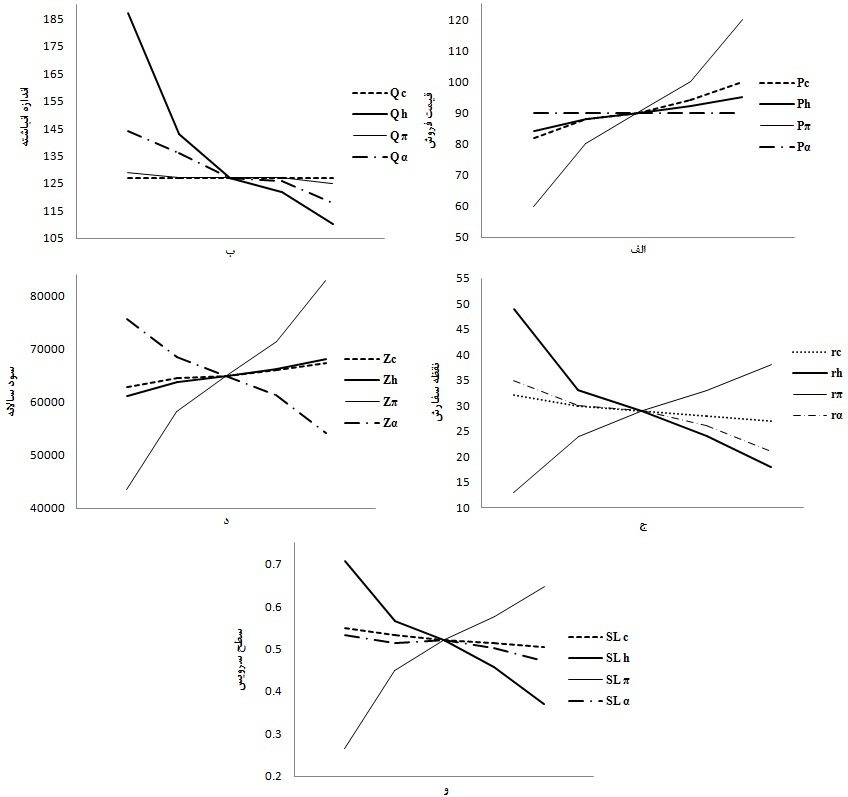 185
175
165
155
145
135
125
115
105
اندازه انباشته
Q c
Q h
Q π
Q α
ب
120
110
100
90
80
70
60
50
قیمت فروش
Pc
Ph
Pπ
Pα
الف
80000
70000
60000
50000
40000
سود سالانه
Zc
Zh
Zπ
Zα
د
55
50
45
40
35
30
25
20
15
10
نقطه سفارش
rc
rh
rπ
rα
ج
0.7
0.6
0.5
0.4
0.3
0.2
سطح سرویس
SL c
SL h
SL π
SL α
و